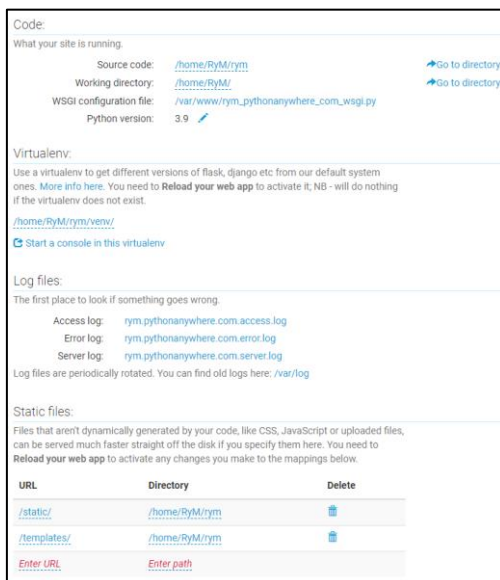 Code:
What your site is running.
Source code: /home/RyM/rym Go to directory
Working directory: /home/RyM/ Go to directory
WSGI configuration file: /var/www/rym_pythonanywhere_com_wsgi.py
Python version: 3.9
Virtualenv:
Use a virtualenv to get different versions of flask, django etc from our default system
ones. More info here. You need to Reload your web app to activate it; NB - will do nothing
if the virtualenv does not exist.
/home/RyM/rym/venv/
Start a console in this virtualenv
Log files:
The first place to look if something goes wrong.
Access log: rym.pythonanywhere.com.access.log
Error log: rym.pythonanywhere.com.error.log
Server log: rym.pythonanywhere.com.server.log
Log files are periodically rotated. You can find old logs here: /var/log
Static files:
Files that aren't dynamically generated by your code, like CSS, JavaScript or uploaded files,
can be served much faster straight off the disk if you specify them here. You need to
Reload your web app to activate any changes you make to the mappings below.
URL Directory Delete
/static/ /home/RyM/rym
/templates/ /home/RyM/rym
Enter URL Enter path